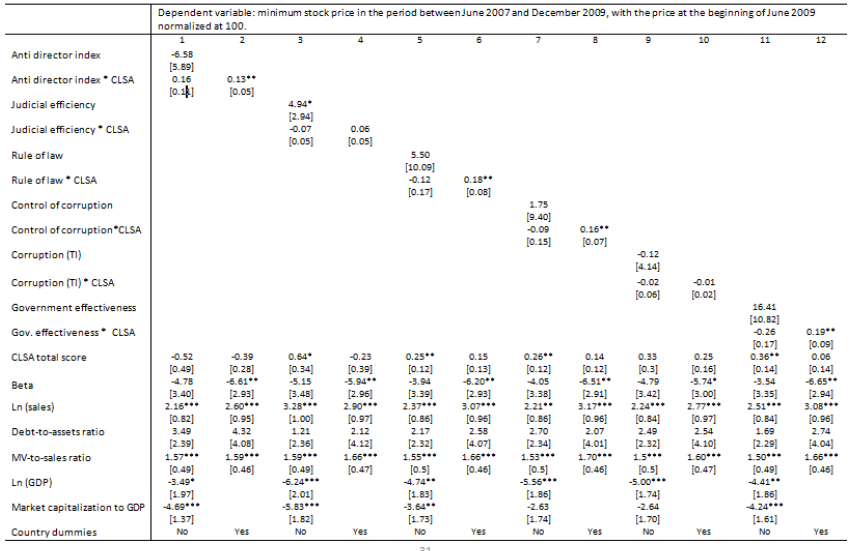 Dependent variable: minimum stock price in the period between June 2007 and December 2009, with the price at the beginning of June 2009
normalized at 100.
1 2 3 4 5 6 7 8 9 10 11 12
Anti director index -6.58
[5.89]
Anti director index * CLSA 0.16 0.13**
[0.11] [0.05]
Judicial efficiency 4.94*
[2.94]
Judicial efficiency * CLSA -0.07 0.06
[0.05] [0.05]
Rule of law 5.50
[10.09]
Rule of law * CLSA -0.12 0.18**
[0.17] [0.08]
Control of corruption 1.75
[9.40]
Control of corruption*CLSA -0.09 0.16**
[0.15] [0.07]
Corruption (TI) -0.12
[4.14]
Corruption (TI) * CLSA -0.02 -0.01
[0.06] [0.02]
Government effectiveness 16.41
[10.82]
Gov. effectiveness * CLSA -0.26 0.19**
[0.17] [0.09]
CLSA total score -0.52 -0.39 0.64* -0.23 0.25** 0.15 0.26** 0.14 0.33 0.25 0.36** 0.06
[0.49] [0.28] [0.34] [0.39] [0.12] [0.13] [0.12] [0.12] [0.3] [0.16] [0.14] [0.14]
Beta -4.78 -6.61** -5.15 -5.94** -3.94 -6.20** -4.05 -6.51** -4.79 -5.74* -3.54 -6.65**
[3.40] [2.93] [3.48] [2.96] [3.39] [2.93] [3.38] [2.91] [3.42] [3.00] [3.35] [2.94]
Ln (sales) 2.16*** 2.60*** 3.28*** 2.90*** 2.37*** 3.07*** 2.21** 3.17*** 2.24*** 2.77*** 2.51*** 3.08***
[0.82] [0.95] [1.00] [0.97] [0.86] [0.96] [0.86] [0.96] [0.84] [0.97] [0.84] [0.96]
Debt-to-assets ratio 3.49 4.32 1.21 2.12 2.17 2.58 2.70 2.07 2.49 2.54 1.69 2.74
[2.39] [4.08] [2.36] [4.12] [2.32] [4.07] [2.34] [4.01] [2.32] [4.10] [2.29] [4.04]
MV-to-sales ratio 1.57*** 1.59*** 1.59*** 1.66*** 1.55*** 1.66*** 1.53*** 1.70*** 1.5*** 1.60*** 1.50*** 1.66***
[0.49] [0.46] [0.49] [0.47] [0.5] [0.46] [0.5] [0.46] [0.5] [0.47] [0.49] [0.46]
Ln (GDP) -3.49* -6.24*** -4.74** -5.56*** -5.00*** -4.41**
[1.97] [2.01] [1.83] [1.86] [1.74] [1.86]
Market capitalization to GDP -4.69*** -5.83*** -3.64** -2.63 -2.64 -4.24***
[1.37] [1.82] [1.73] [1.74] [1.70] [1.61]
Country dummies No Yes No Yes No Yes No Yes No Yes No Yes